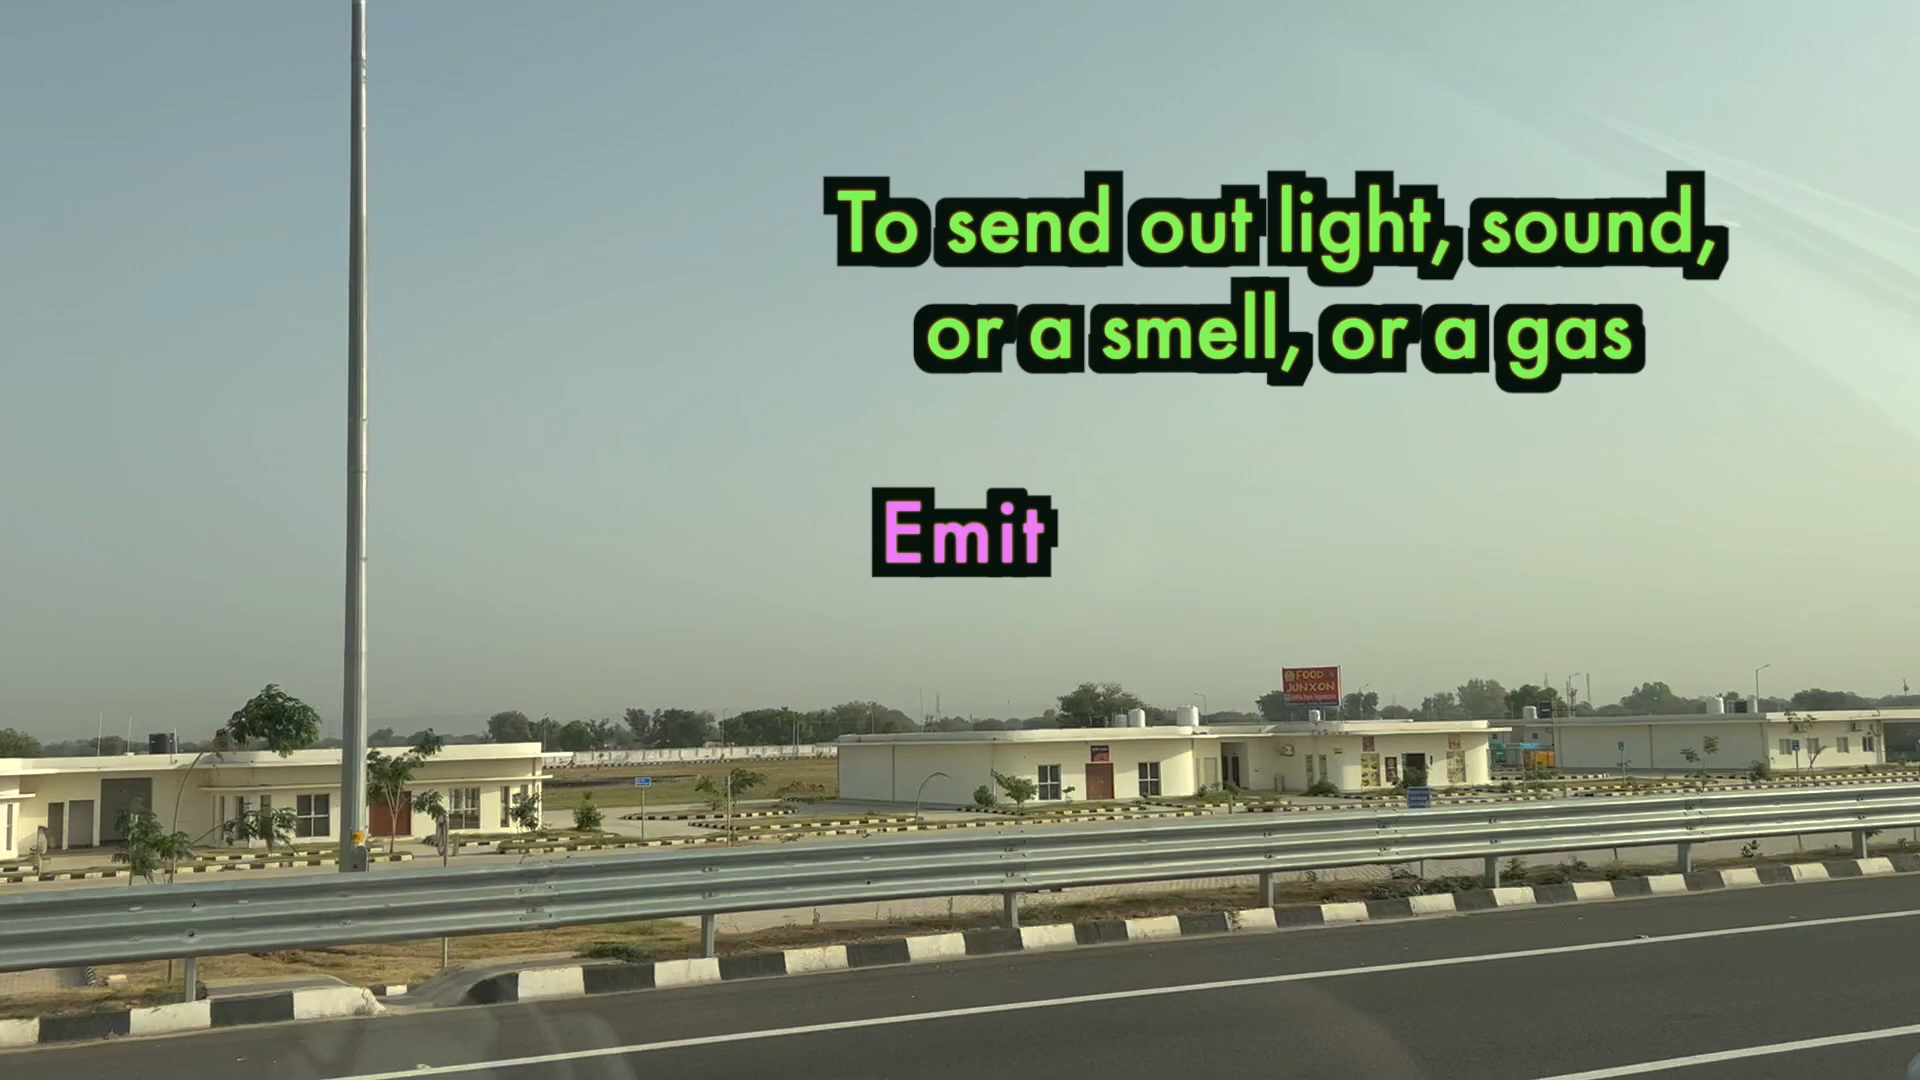 To send out light, sound,
or a smell, or a gas
Emit
FOOD
JUNXON